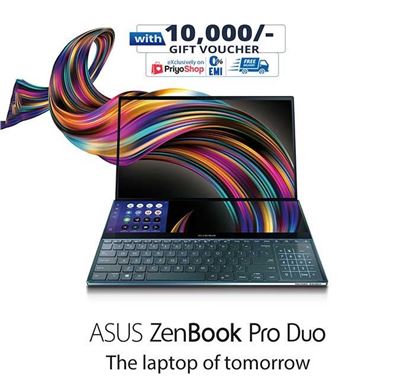 with 10,000/-
GIFT VOUCHER
eXclusively on
PriyoShop
0%
EMI
FREE
DELIVERY
ASUS ZenBook Pro Duo
The laptop of tomorrow